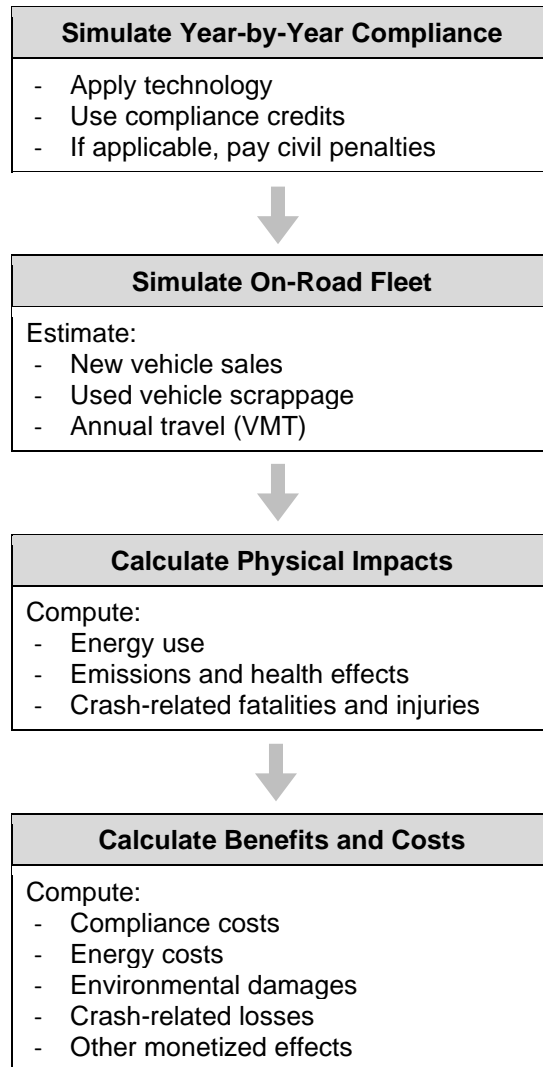 Simulate Year-by-Year Compliance
- Apply technology
- Use compliance credits
- If applicable, pay civil penalties
Simulate On-Road Fleet
Estimate:
- New vehicle sales
- Used vehicle scrappage
- Annual travel (VMT)
Calculate Physical Impacts
Compute:
- Energy use
- Emissions and health effects
- Crash-related fatalities and injuries
Calculate Benefits and Costs
Compute:
- Compliance costs
- Energy costs
- Environmental damages
- Crash-related losses
- Other monetized effects